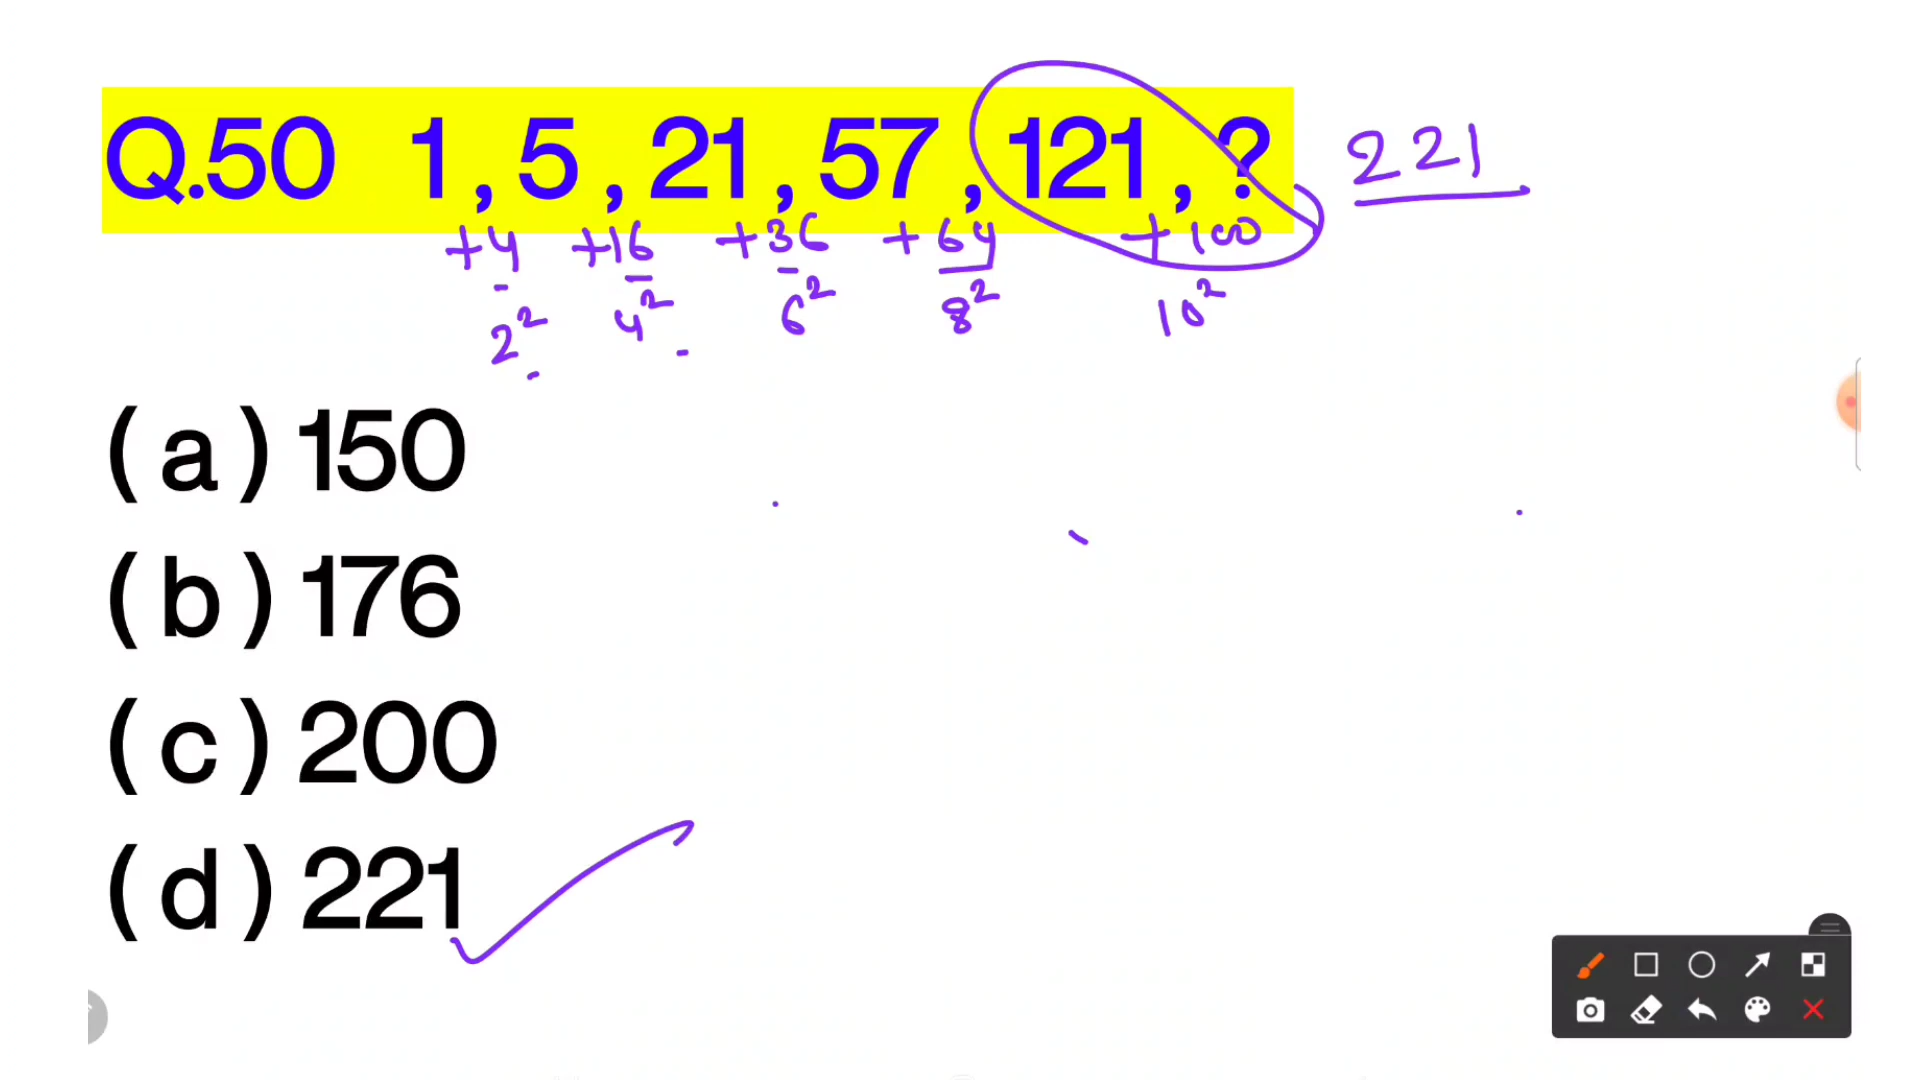 Q.50 1, 5, 21, 57, 121, ? 221
+4 +16 +36 +64 +100
2² 4² 6² 8² 10²
(a) 150
(b) 176
(c) 200
(d) 221